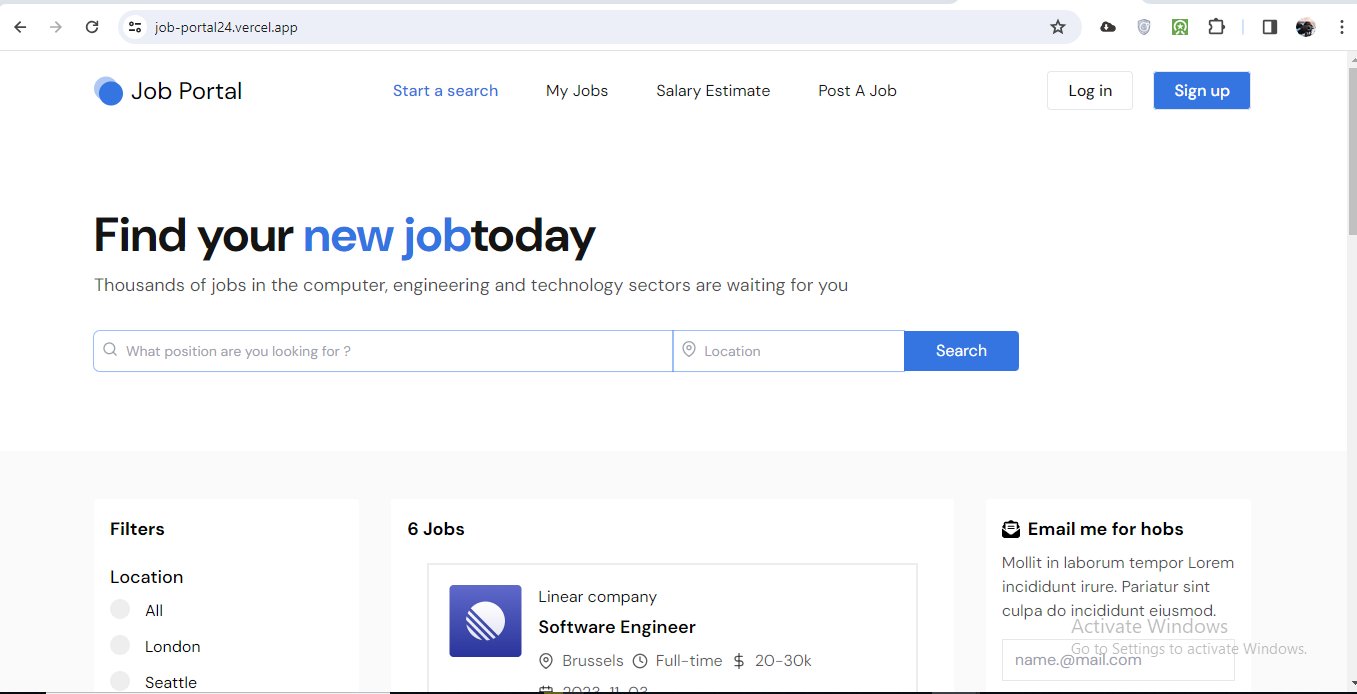 job-portal24.vercel.app
Job Portal
Start a search
My Jobs
Salary Estimate
Post A Job
Log in
Sign up
Find your new jobtoday
Thousands of jobs in the computer, engineering and technology sectors are waiting for you
What position are you looking for ?
Location
Search
Filters
Location
All
London
Seattle
6 Jobs
Linear company
Software Engineer
Brussels
Full-time
$ 20-30k
2023-11-03
Email me for hobs
Mollit in laborum tempor Lorem
incididunt irure. Pariatur sint
culpa do incididunt eiusmod.
name.@mail.com
Activate Windows
Go to Settings to activate Windows.